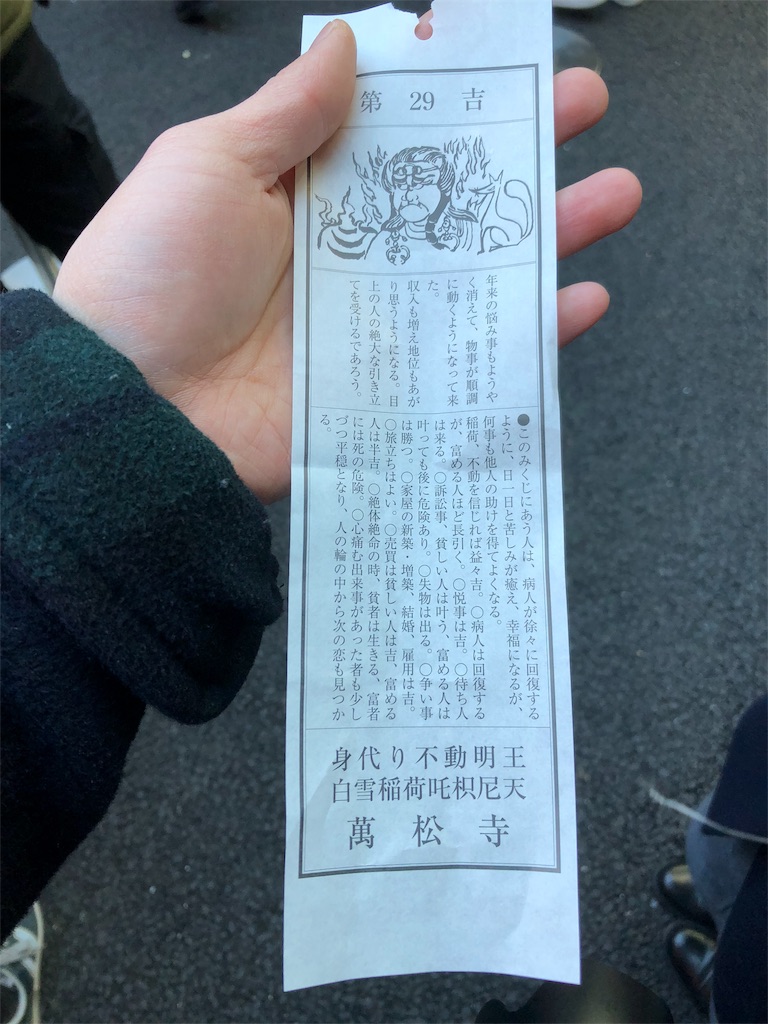 第 29 吉
年来の悩み事もようや
く消えて、物事が順調
に動くようになって来
た。
収入も増え地位もあが
り思うようになる。目
上の人の絶大な引き立
てを受けるであろう。
●このみくじにあう人は、病人が徐々に回復する
ように、日一日と苦しみが癒え、幸福になるが、
何事も他人の助けを得てよくなる。
稲荷、不動を信じれば益々吉。○病人は回復する
が、富める人ほど長引く。○悦事は吉。○待ち人
は来る。○訴訟事、貧しい人は叶う、富める人は
叶っても後に危険あり。○失物は出る。○争い事
は勝つ。○家屋の新築・増築、結婚、雇用は吉。
○旅立ちはよい。○売買は貧しい人は吉、富める
人は半吉。○絶体絶命の時、貧者は生きる、富者
には死の危険。○心痛む出来事があった者も少し
づつ平穏となり、人の輪の中から次の恋も見つか
る。
身代り不動明王
白雪稲荷吒枳尼天
萬松寺